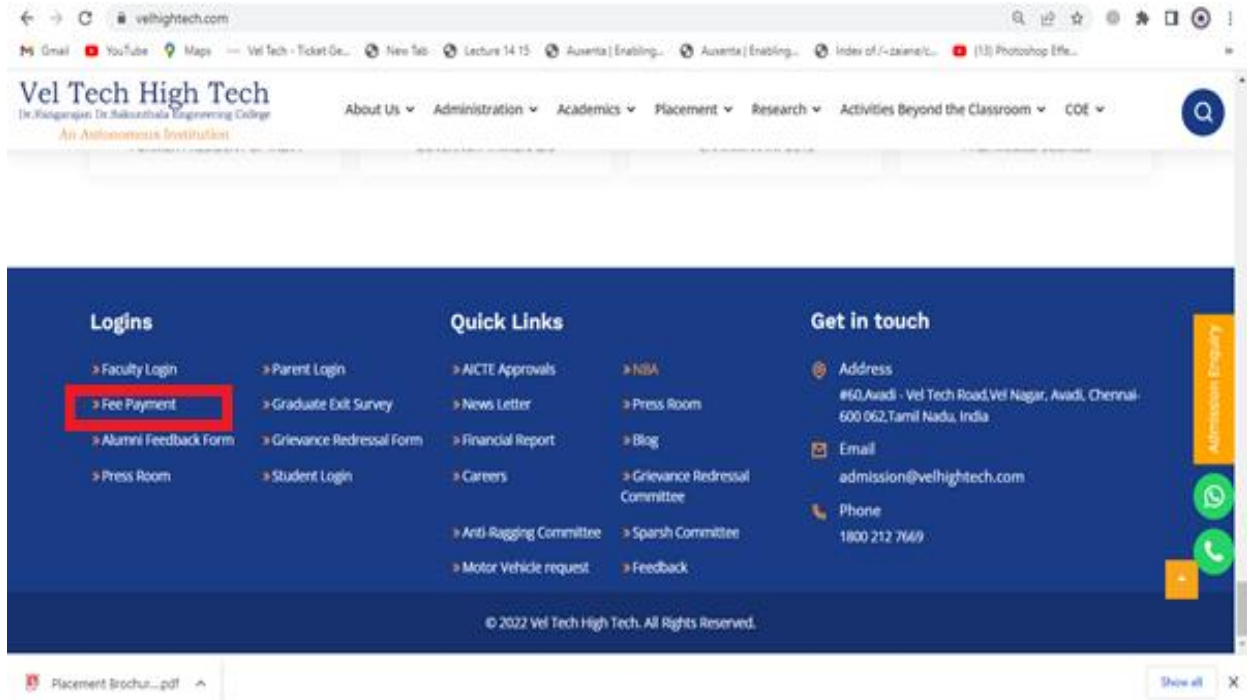 velhightech.com
Gmail YouTube Maps Vel Tech - Ticket Ge... New Tab Lecture 14 15 Auxenta | Enabling... Auxenta | Enabling... Index of /~zaiane/c... (13) Photoshop Effe...
Vel Tech High Tech
Dr.Rangarajan Dr.Sakunthala Engineering College
An Autonomous Institution
About Us Administration Academics Placement Research Activities Beyond the Classroom COE
Logins
» Faculty Login » Parent Login
» Fee Payment » Graduate Exit Survey
» Alumni Feedback Form » Grievance Redressal Form
» Press Room » Student Login
Quick Links
» AICTE Approvals » NBA
» News Letter » Press Room
» Financial Report » Blog
» Careers » Grievance Redressal
Committee
» Anti-Ragging Committee » Sparsh Committee
» Motor Vehicle request » Feedback
Get in touch
Address
#60,Avadi - Vel Tech Road,Vel Nagar, Avadi, Chennai-
600 062,Tamil Nadu, India
Email
admission@velhightech.com
Phone
1800 212 7669
Admission Enquiry
© 2022 Vel Tech High Tech. All Rights Reserved.
Placement Brochur....pdf
Show all